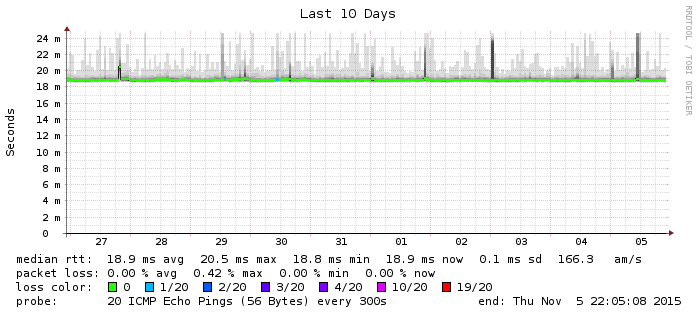 Last 10 Days
RRDTOOL / TOBI OETIKER
Seconds
24 m
22 m
20 m
18 m
16 m
14 m
12 m
10 m
8 m
6 m
4 m
2 m
0
27 28 29 30 31 01 02 03 04 05
median rtt: 18.9 ms avg 20.5 ms max 18.8 ms min 18.9 ms now 0.1 ms sd 166.3 am/s
packet loss: 0.00 % avg 0.42 % max 0.00 % min 0.00 % now
loss color: 0 1/20 2/20 3/20 4/20 10/20 19/20
probe: 20 ICMP Echo Pings (56 Bytes) every 300s end: Thu Nov 5 22:05:08 2015